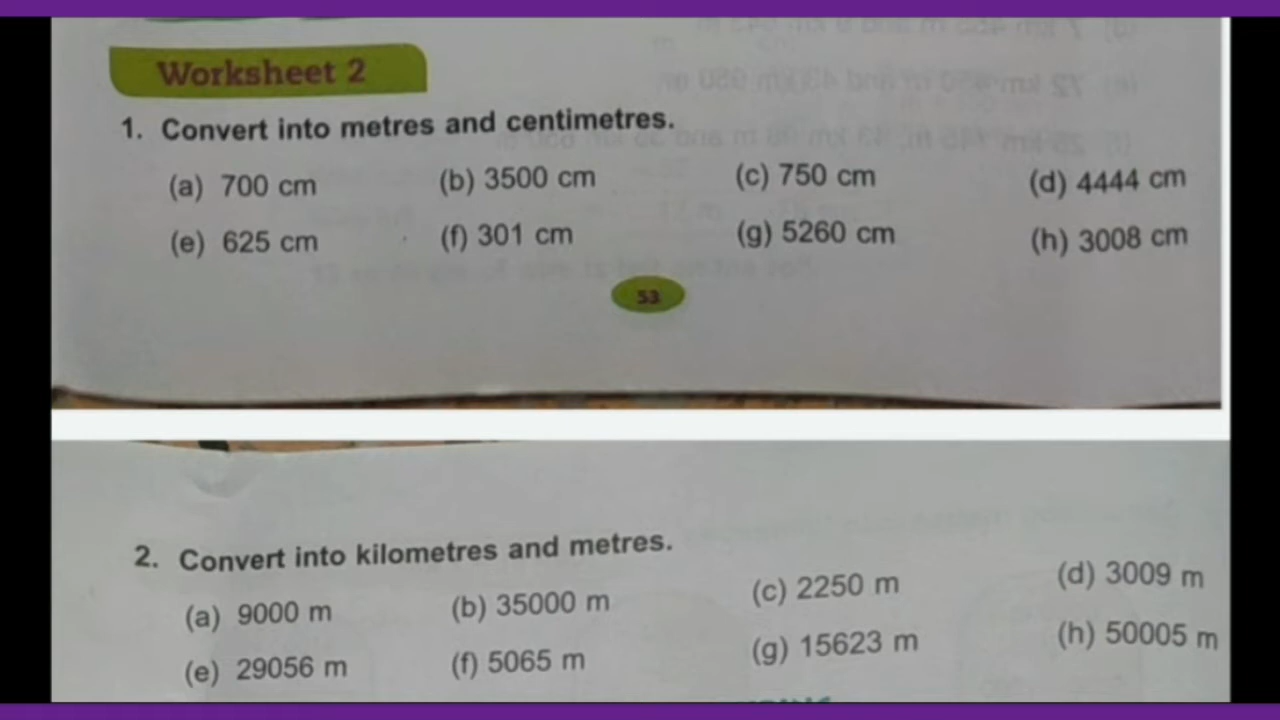 Worksheet 2
1. Convert into metres and centimetres.
(a) 700 cm (b) 3500 cm (c) 750 cm (d) 4444 cm
(e) 625 cm (f) 301 cm (g) 5260 cm (h) 3008 cm
53
2. Convert into kilometres and metres.
(a) 9000 m (b) 35000 m (c) 2250 m (d) 3009 m
(e) 29056 m (f) 5065 m (g) 15623 m (h) 50005 m